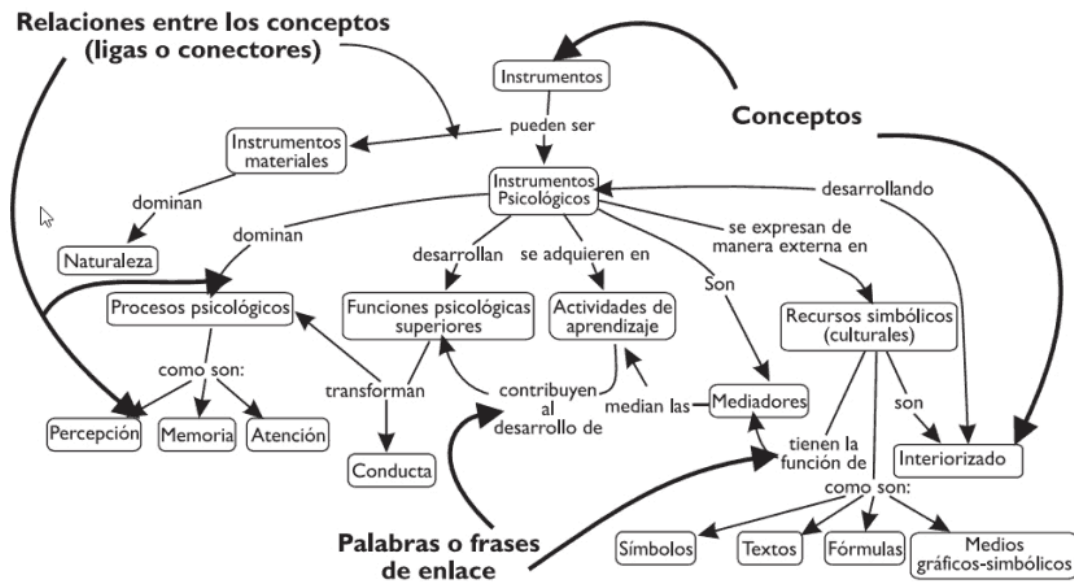 Relaciones entre los conceptos
(ligas o conectores)
Instrumentos
Conceptos
pueden ser
Instrumentos
materiales
Instrumentos
Psicológicos
desarrollando
dominan
dominan
se expresan de
manera externa en
desarrollan
se adquieren en
Son
Naturaleza
Procesos psicológicos
Funciones psicológicas
superiores
Actividades de
aprendizaje
Recursos simbólicos
(culturales)
como son:
transforman
contribuyen
al
desarrollo de
median las
Mediadores
son
Percepción
Memoria
Atención
tienen la
función de
Interiorizado
Conducta
como son:
Palabras o frases
de enlace
Símbolos
Textos
Fórmulas
Medios
gráficos-simbólicos